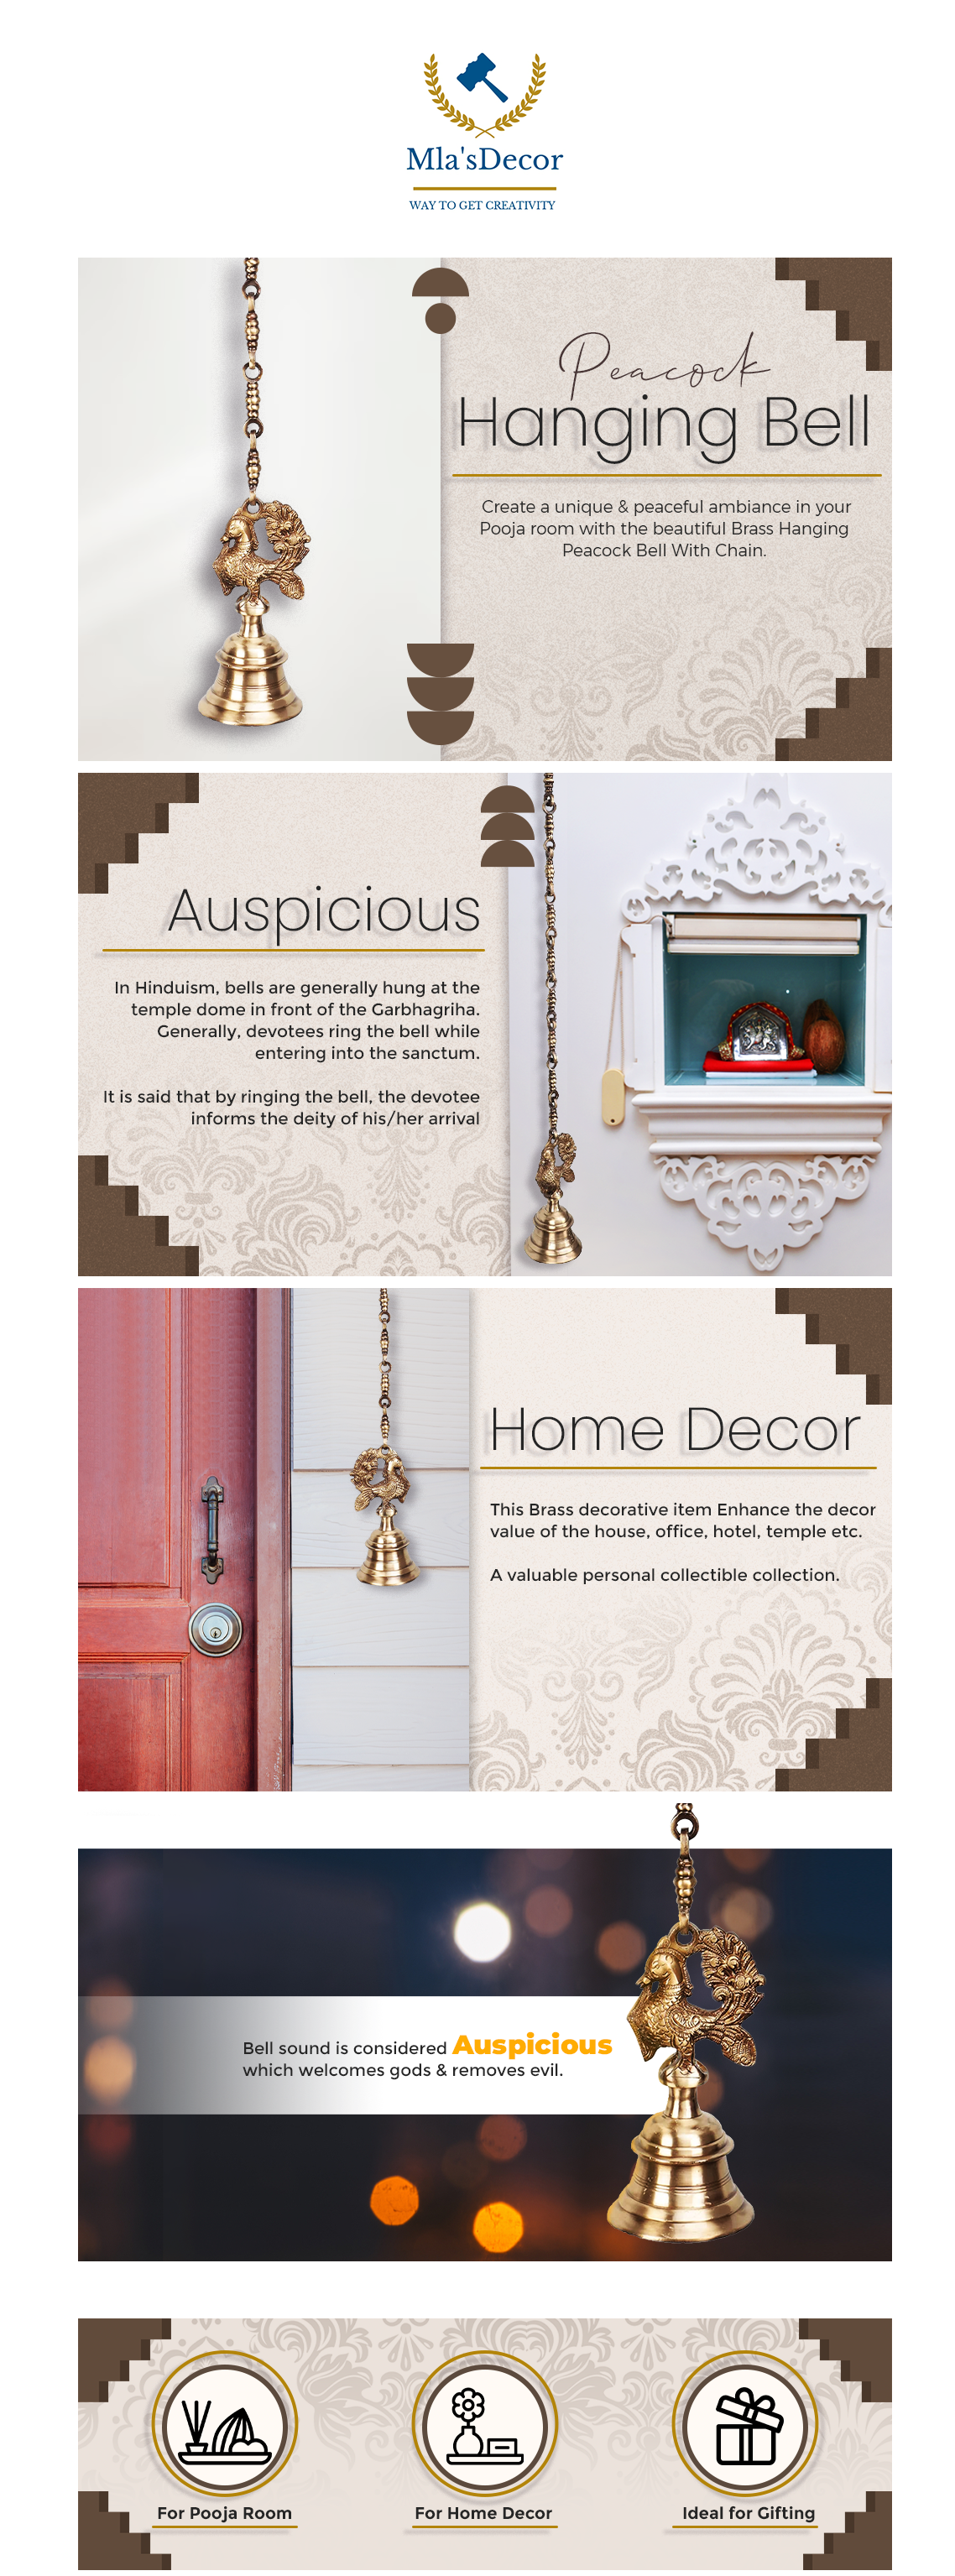 Mla'sDecor
WAY TO GET CREATIVITY
Peacock
Hanging Bell
Create a unique & peaceful ambiance in your
Pooja room with the beautiful Brass Hanging
Peacock Bell With Chain.
Auspicious
In Hinduism, bells are generally hung at the
temple dome in front of the Garbhagriha.
Generally, devotees ring the bell while
entering into the sanctum.
It is said that by ringing the bell, the devotee
informs the deity of his/her arrival
Home Decor
This Brass decorative item Enhance the decor
value of the house, office, hotel, temple etc.
A valuable personal collectible collection.
Bell sound is considered Auspicious
which welcomes gods & removes evil.
For Pooja Room
For Home Decor
Ideal for Gifting